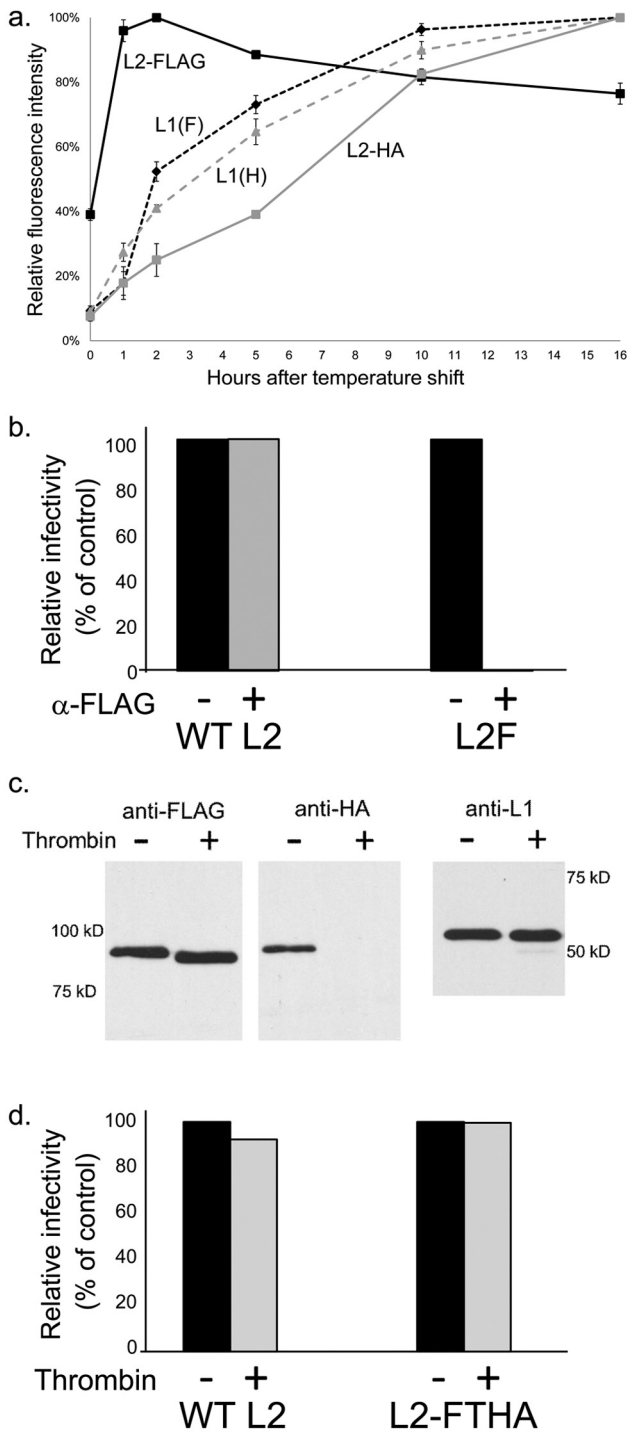 a.
Relative fluorescence intensity
100%
80%
60%
40%
20%
0%
L2-FLAG
L1(F)
L1(H)
L2-HA
0 1 2 3 4 5 6 7 8 9 10 11 12 13 14 15 16
Hours after temperature shift
b.
Relative infectivity
(% of control)
100
80
60
40
20
0
α-FLAG - + - +
WT L2 L2F
c.
anti-FLAG anti-HA anti-L1
Thrombin - + - + - +
100 kD
75 kD
75 kD
50 kD
d.
Relative infectivity
(% of control)
100
80
60
40
20
0
Thrombin - + - +
WT L2 L2-FTHA